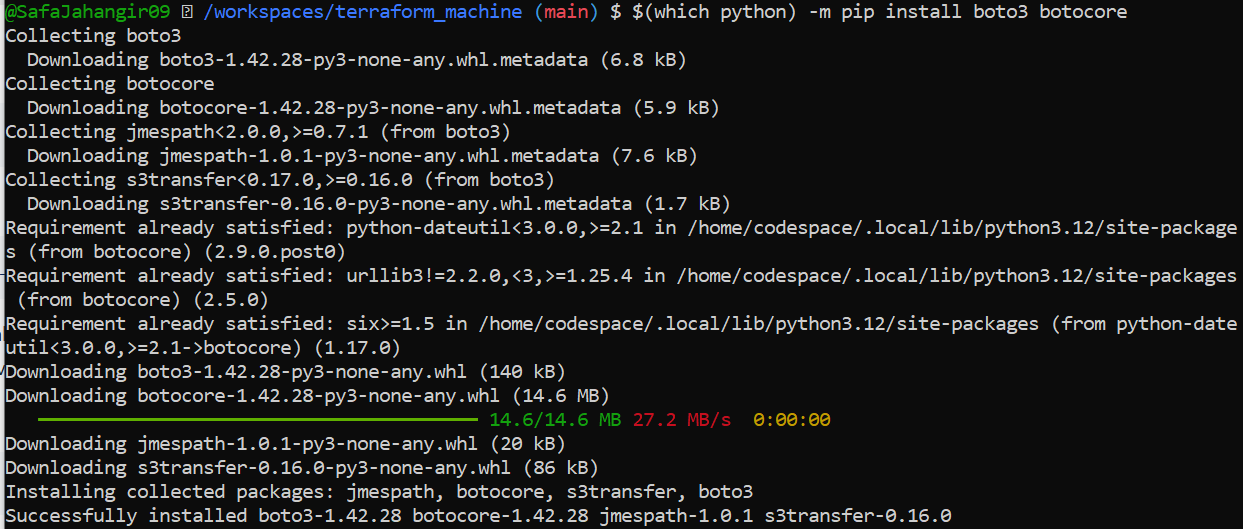 @SafaJahangir09 /workspaces/terraform_machine (main) $ $(which python) -m pip install boto3 botocore
Collecting boto3
  Downloading boto3-1.42.28-py3-none-any.whl.metadata (6.8 kB)
Collecting botocore
  Downloading botocore-1.42.28-py3-none-any.whl.metadata (5.9 kB)
Collecting jmespath<2.0.0,>=0.7.1 (from boto3)
  Downloading jmespath-1.0.1-py3-none-any.whl.metadata (7.6 kB)
Collecting s3transfer<0.17.0,>=0.16.0 (from boto3)
  Downloading s3transfer-0.16.0-py3-none-any.whl.metadata (1.7 kB)
Requirement already satisfied: python-dateutil<3.0.0,>=2.1 in /home/codespace/.local/lib/python3.12/site-package
s (from botocore) (2.9.0.post0)
Requirement already satisfied: urllib3!=2.2.0,<3,>=1.25.4 in /home/codespace/.local/lib/python3.12/site-packages
 (from botocore) (2.5.0)
Requirement already satisfied: six>=1.5 in /home/codespace/.local/lib/python3.12/site-packages (from python-date
util<3.0.0,>=2.1->botocore) (1.17.0)
Downloading boto3-1.42.28-py3-none-any.whl (140 kB)
Downloading botocore-1.42.28-py3-none-any.whl (14.6 MB)
14.6/14.6 MB 27.2 MB/s  0:00:00
Downloading jmespath-1.0.1-py3-none-any.whl (20 kB)
Downloading s3transfer-0.16.0-py3-none-any.whl (86 kB)
Installing collected packages: jmespath, botocore, s3transfer, boto3
Successfully installed boto3-1.42.28 botocore-1.42.28 jmespath-1.0.1 s3transfer-0.16.0